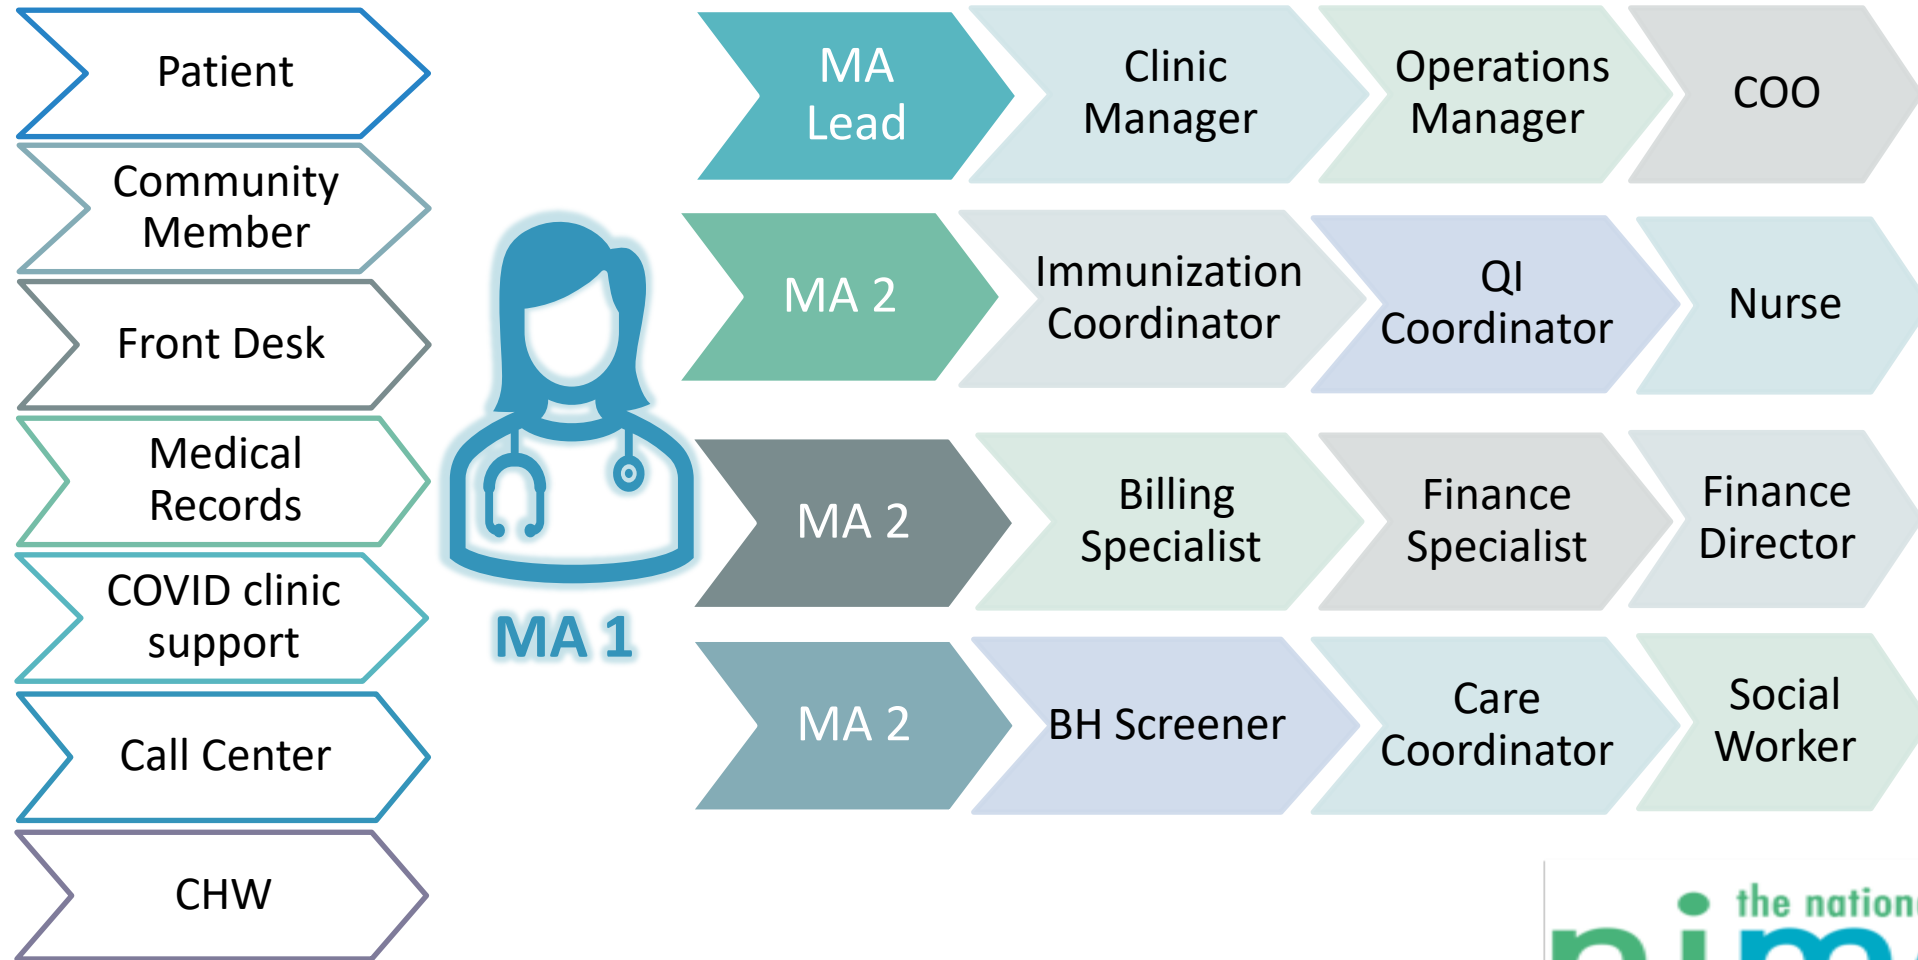 Patient
Community
Member
Front Desk
Medical
Records
COVID clinic
support
Call Center
CHW
MA 1
MA
Lead
Clinic
Manager
Operations
Manager
COO
MA 2
Immunization
Coordinator
QI
Coordinator
Nurse
MA 2
Billing
Specialist
Finance
Specialist
Finance
Director
MA 2
BH Screener
Care
Coordinator
Social
Worker
the